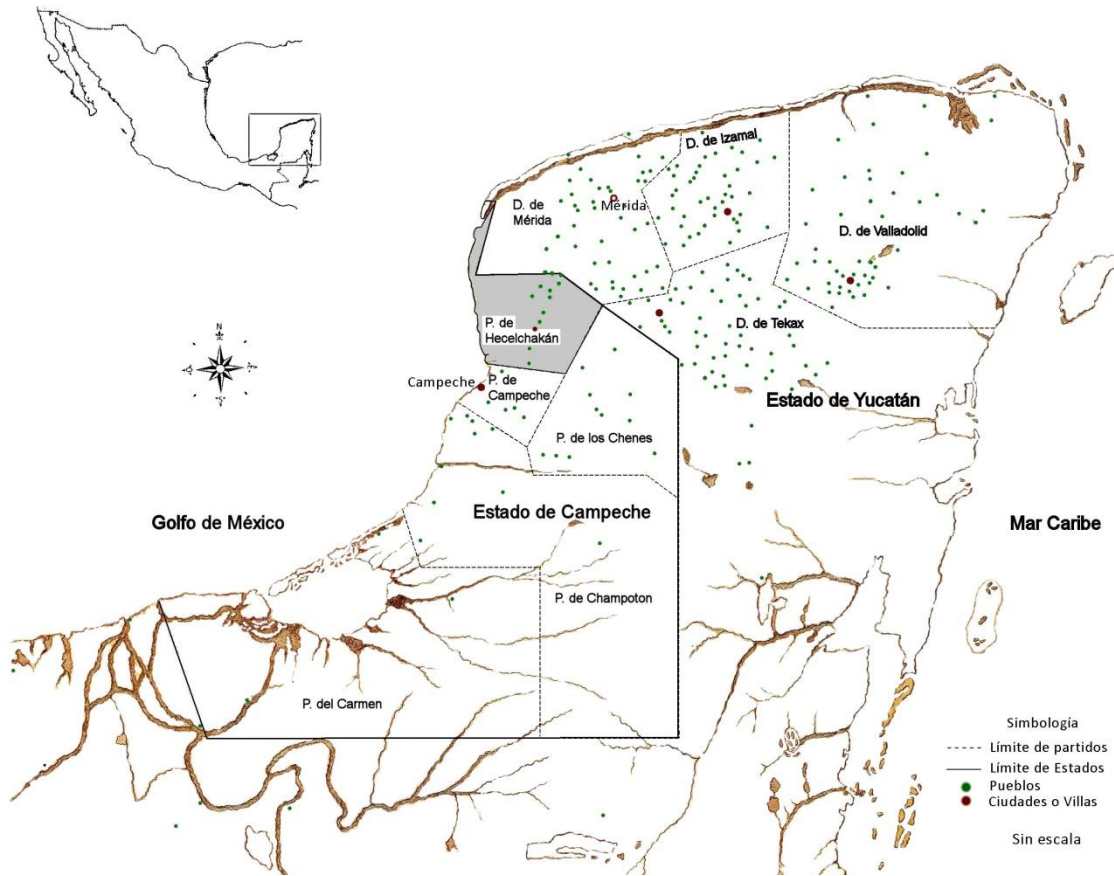 N
S
D. de Izamal
D. de
Mérida
Mérida
D. de Valladolid
P. de
Hecelchakán
D. de Tekax
Campeche
P. de
Campeche
Estado de Yucatán
P. de los Chenes
Golfo de México
Estado de Campeche
Mar Caribe
P. de Champoton
P. del Carmen
Simbología
Límite de partidos
Límite de Estados
Pueblos
Ciudades o Villas
Sin escala